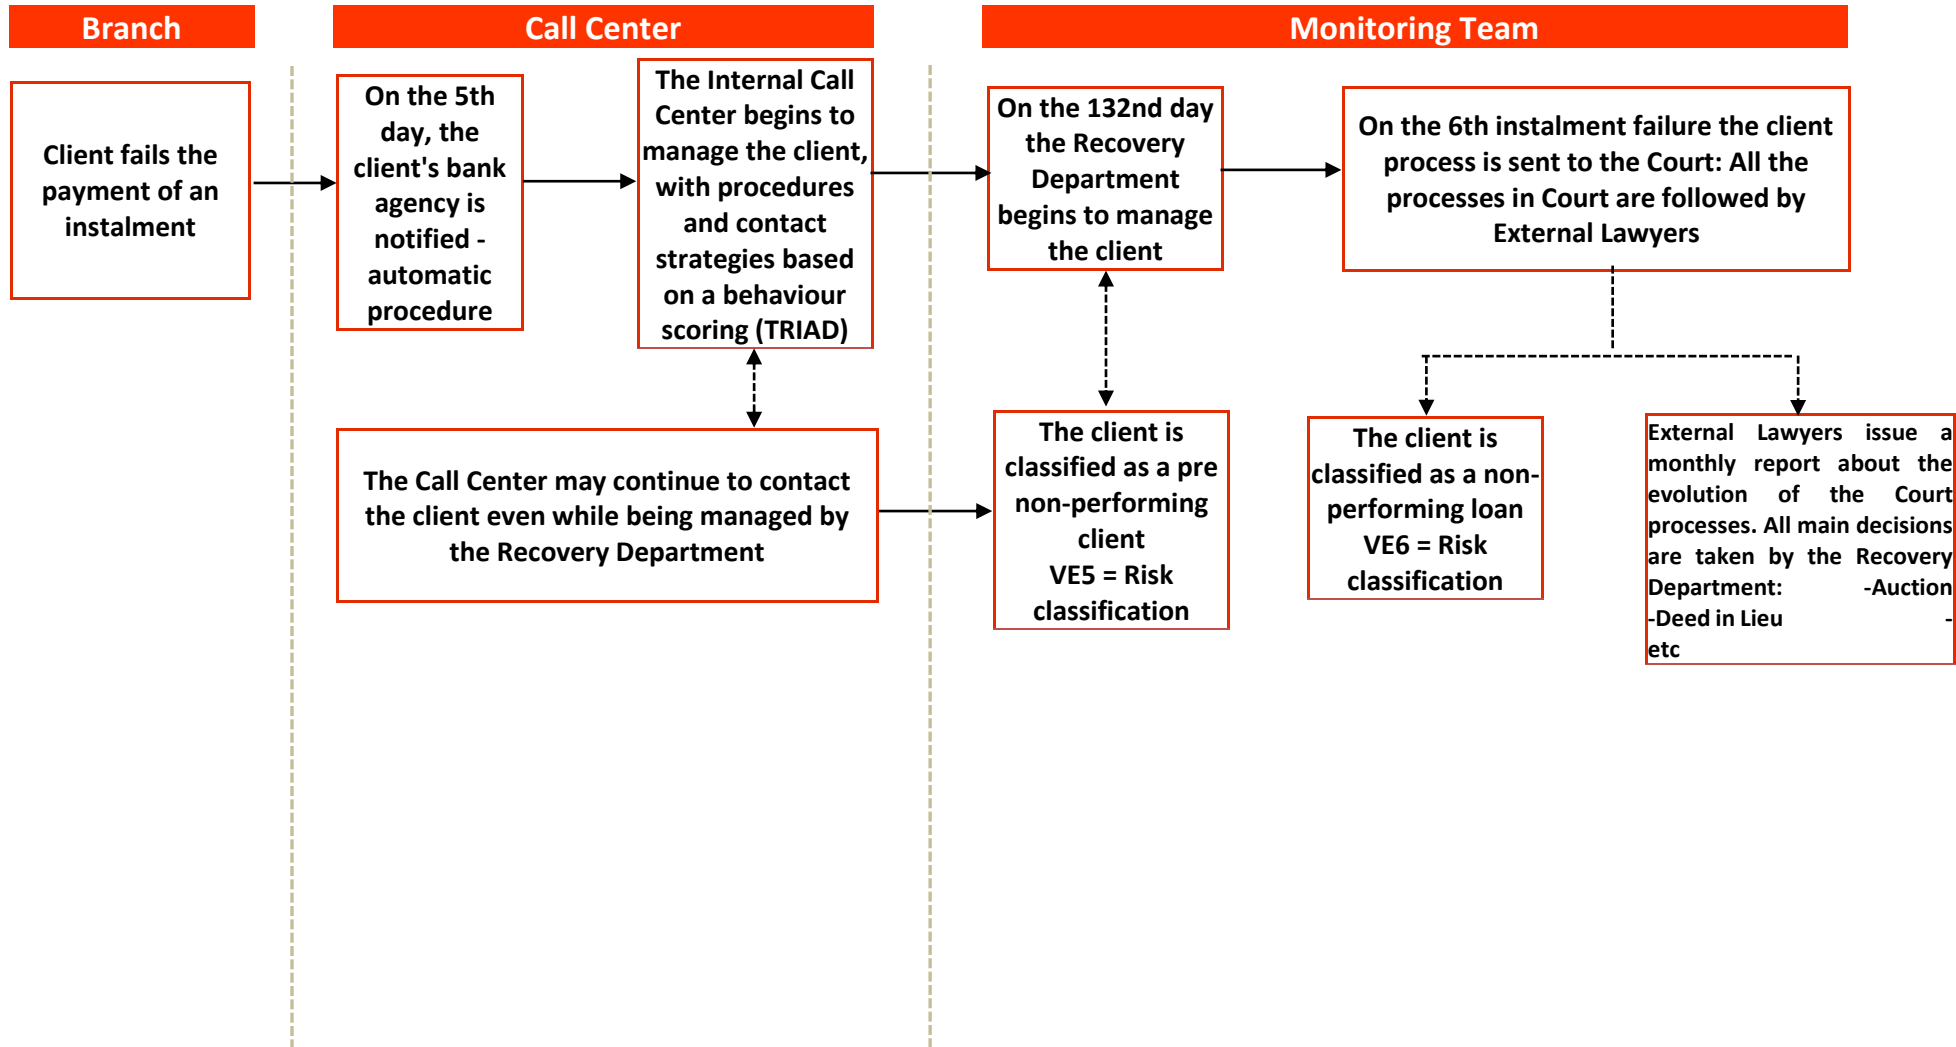 Branch
Call Center
Monitoring Team
Client fails the
payment of an
instalment
On the 5th
day, the
client's bank
agency is
notified -
automatic
procedure
The Internal Call
Center begins to
manage the client,
with procedures
and contact
strategies based
on a behaviour
scoring (TRIAD)
On the 132nd day
the Recovery
Department
begins to manage
the client
On the 6th instalment failure the client
process is sent to the Court: All the
processes in Court are followed by
External Lawyers
The Call Center may continue to contact
the client even while being managed by
the Recovery Department
The client is
classified as a pre
non-performing
client
VE5 = Risk
classification
The client is
classified as a non-
performing loan
VE6 = Risk
classification
External Lawyers issue a
monthly report about the
evolution of the Court
processes. All main decisions
are taken by the Recovery
Department: -Auction
-Deed in Lieu -
etc